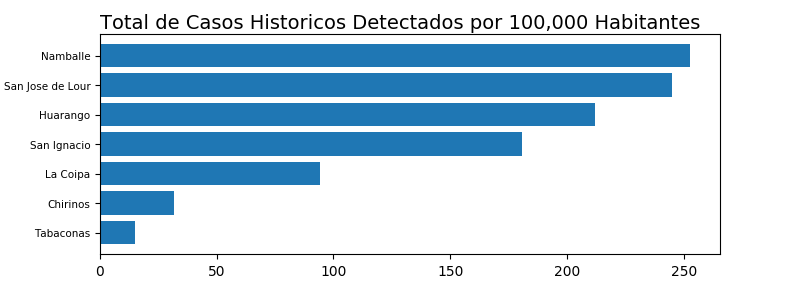 Total de Casos Historicos Detectados por 100,000 Habitantes
Namballe
San Jose de Lour
Huarango
San Ignacio
La Coipa
Chirinos
Tabaconas
0 50 100 150 200 250